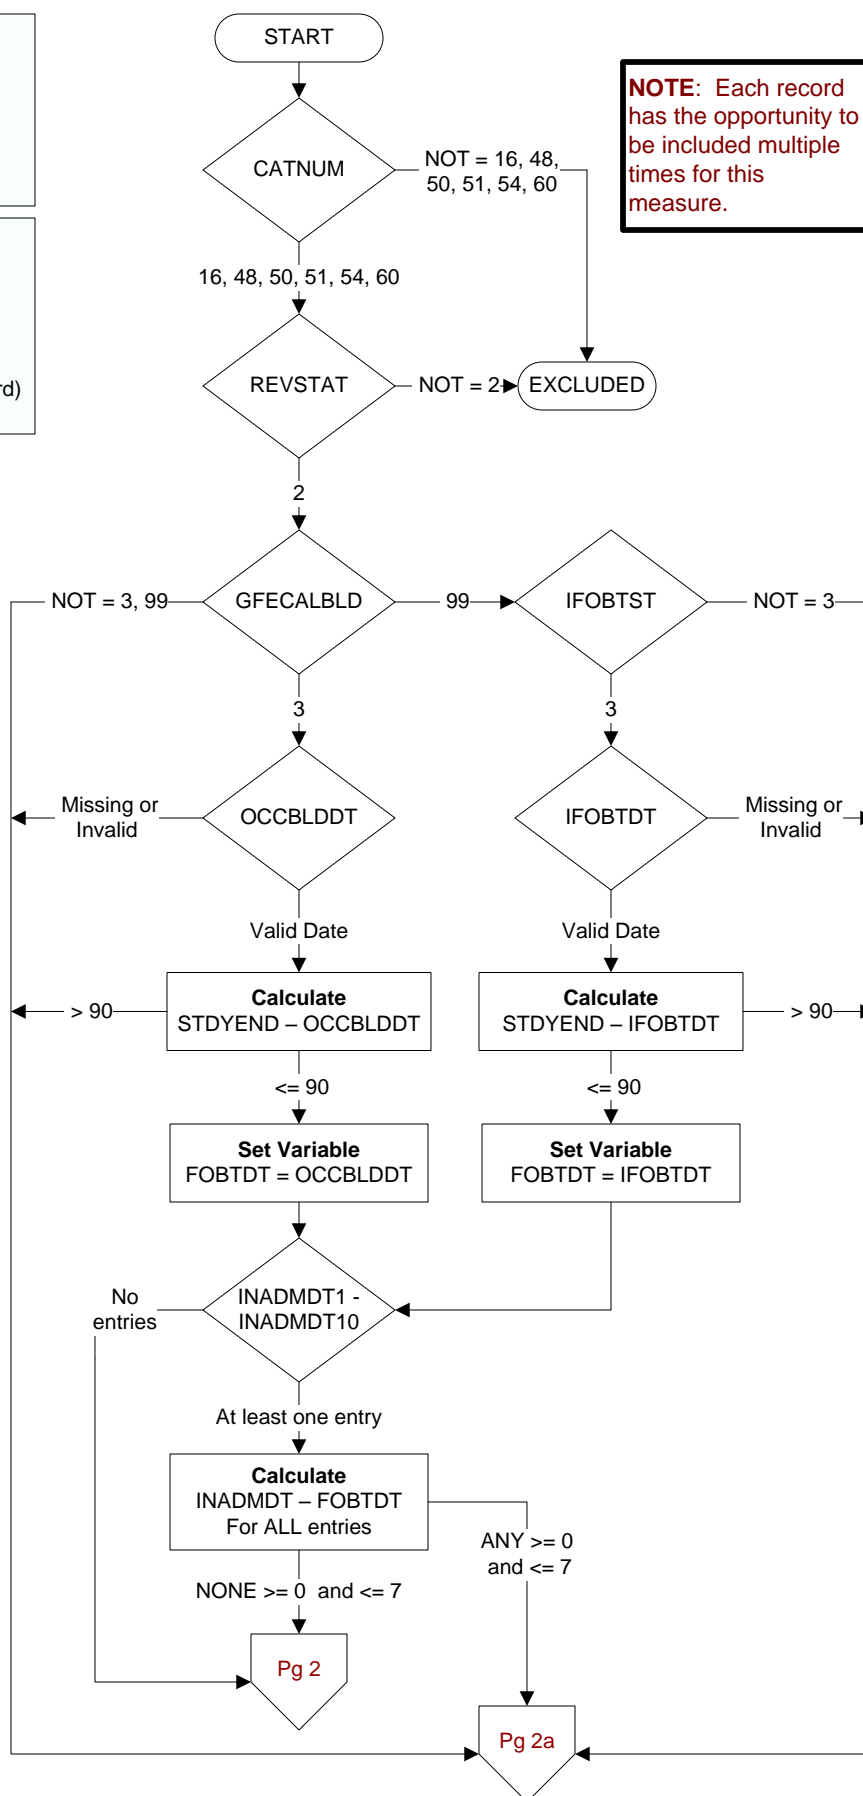 START
NOTE: Each record
has the opportunity to
be included multiple
times for this
measure.
CATNUM
NOT = 16, 48,
50, 51, 54, 60
16, 48, 50, 51, 54, 60
rd)
REVSTAT
NOT = 2
EXCLUDED
2
NOT = 3, 99
GFECALBLD
99
IFOBTST
NOT = 3
3
3
Missing or
Invalid
OCCBLDDT
IFOBTDT
Missing or
Invalid
Valid Date
Valid Date
> 90
Calculate
STDYEND – OCCBLDDT
Calculate
STDYEND – IFOBTDT
> 90
<= 90
<= 90
Set Variable
FOBTDT = OCCBLDDT
Set Variable
FOBTDT = IFOBTDT
No
entries
INADMDT1 -
INADMDT10
At least one entry
Calculate
INADMDT – FOBTDT
For ALL entries
ANY >= 0
and <= 7
NONE >= 0 and <= 7
Pg 2
Pg 2a